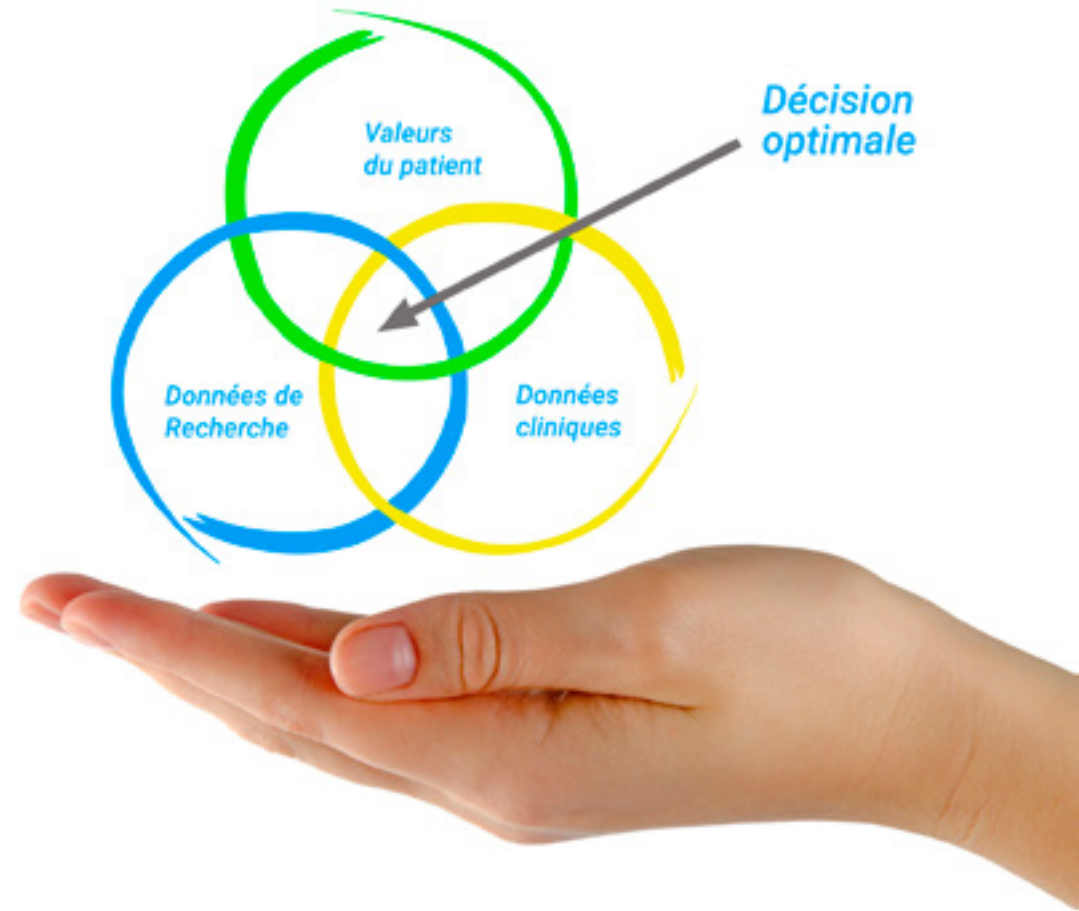 Valeurs
du patient
Décision
optimale
Données de
Recherche
Données
cliniques